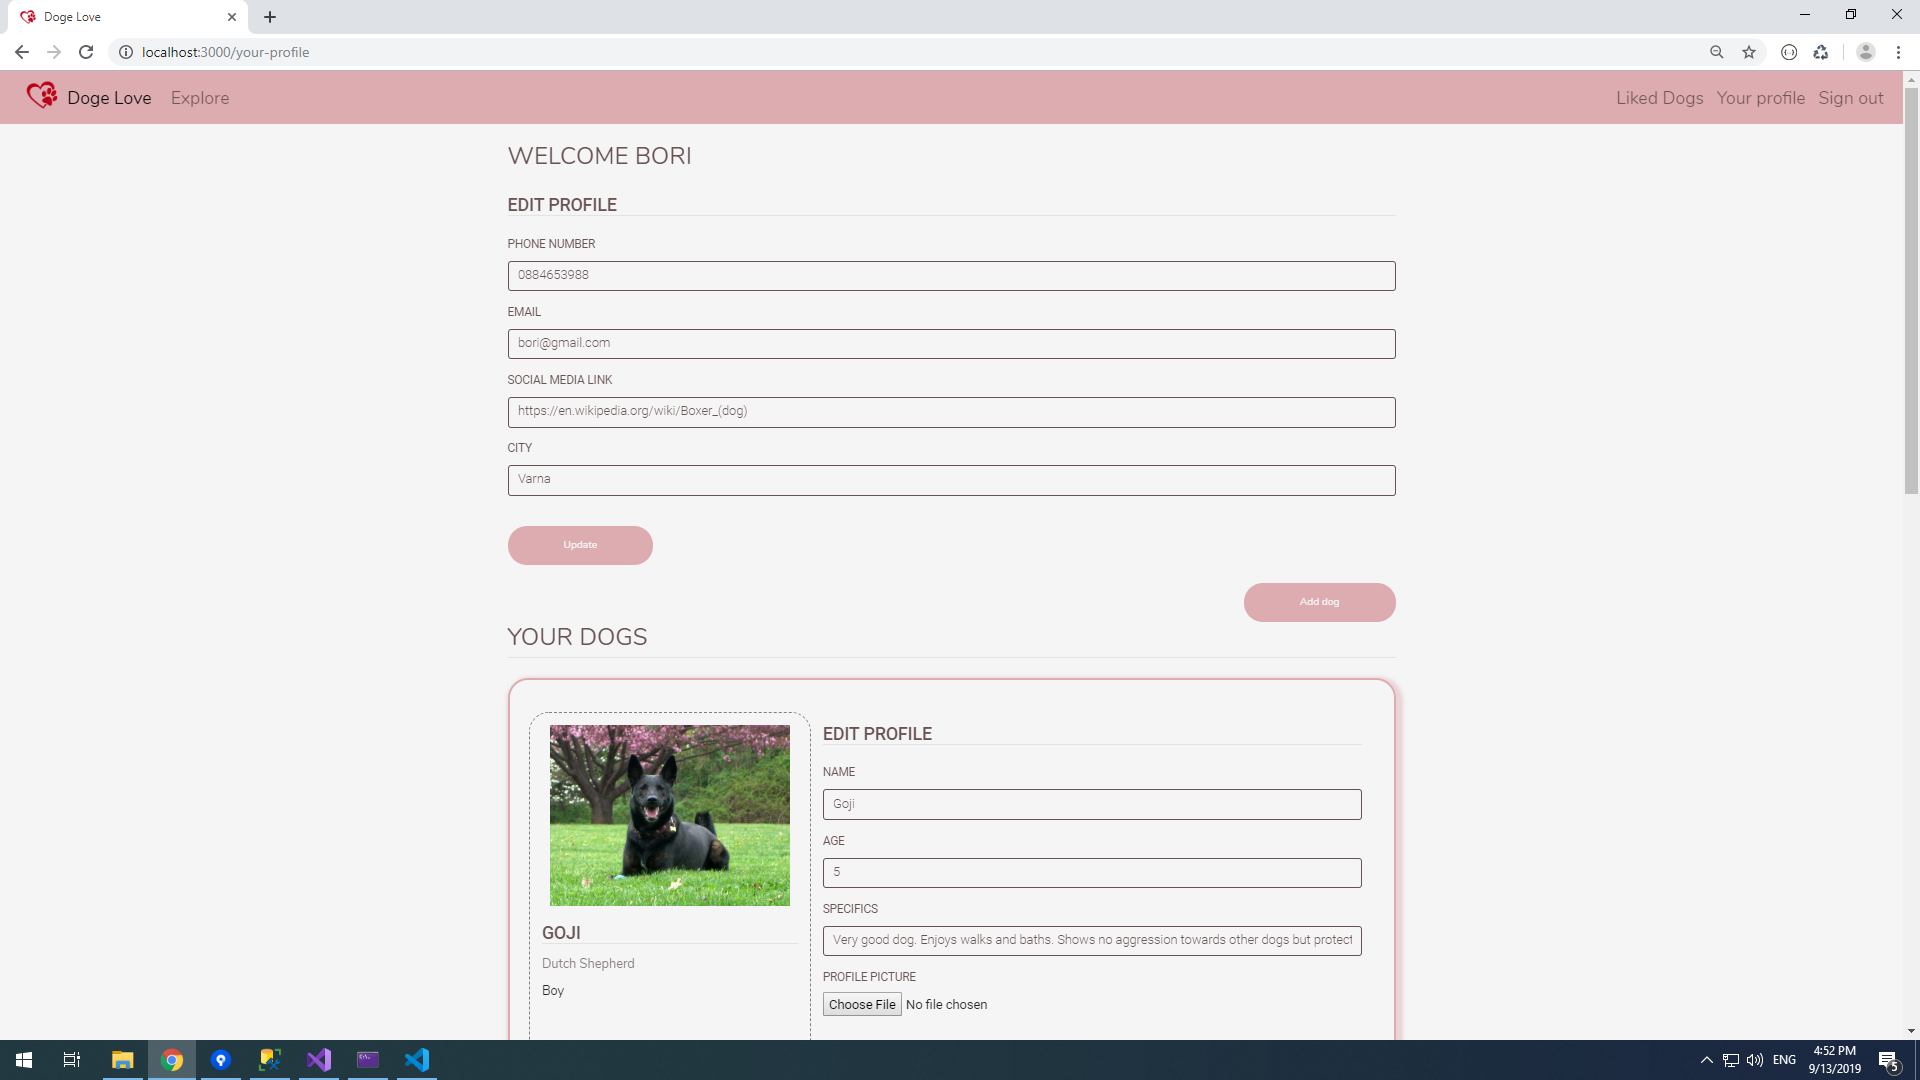 Doge Love
localhost:3000/your-profile
Doge Love Explore Liked Dogs Your profile Sign out
WELCOME BORI
EDIT PROFILE
PHONE NUMBER
0884653988
EMAIL
bori@gmail.com
SOCIAL MEDIA LINK
https://en.wikipedia.org/wiki/Boxer_(dog)
CITY
Varna
Update
Add dog
YOUR DOGS
GOJI
Dutch Shepherd
Boy
EDIT PROFILE
NAME
Goji
AGE
5
SPECIFICS
Very good dog. Enjoys walks and baths. Shows no aggression towards other dogs but protect
PROFILE PICTURE
Choose File No file chosen
ENG
4:52 PM
9/13/2019
5